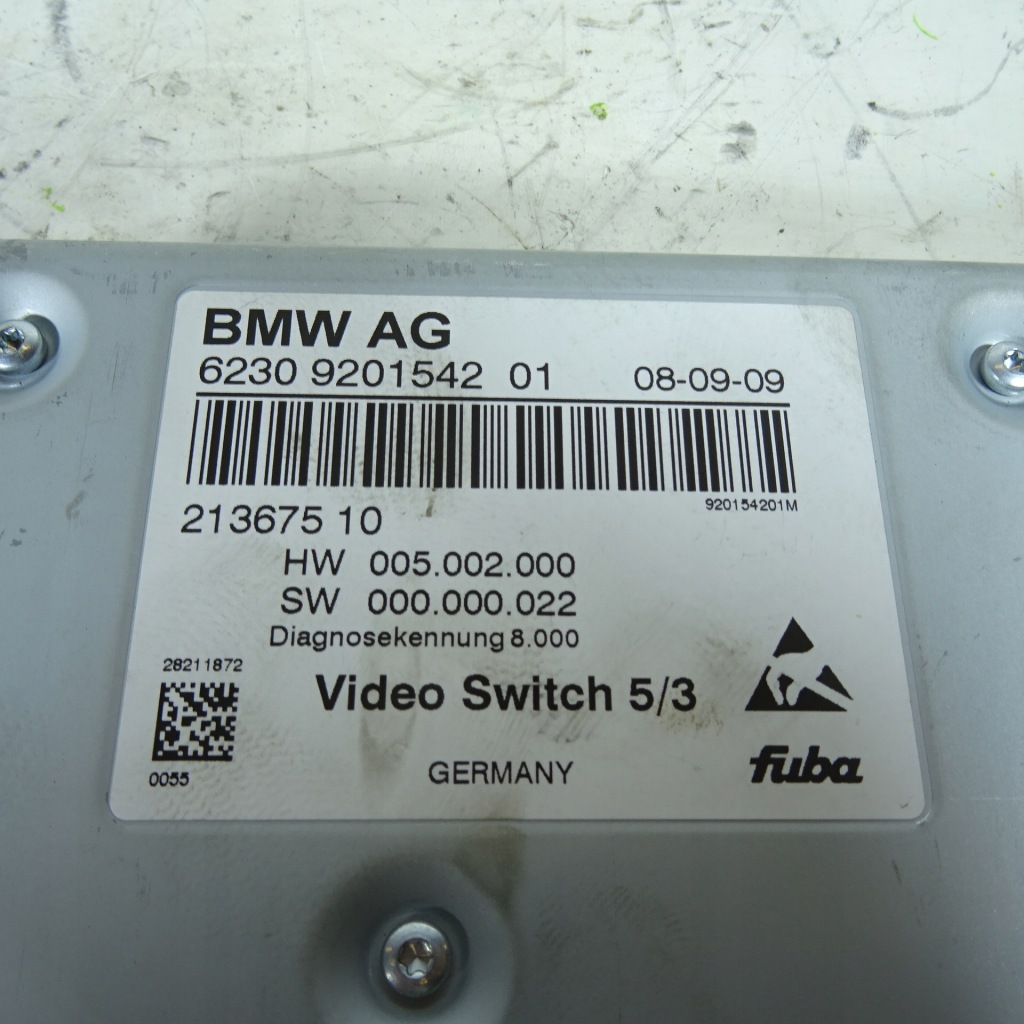 BMW AG
6230 9201542 01 08-09-09
920154201M
213675 10
HW 005.002.000
SW 000.000.022
Diagnosekennung 8.000
28211872
Video Switch 5/3
0055
GERMANY
fuba